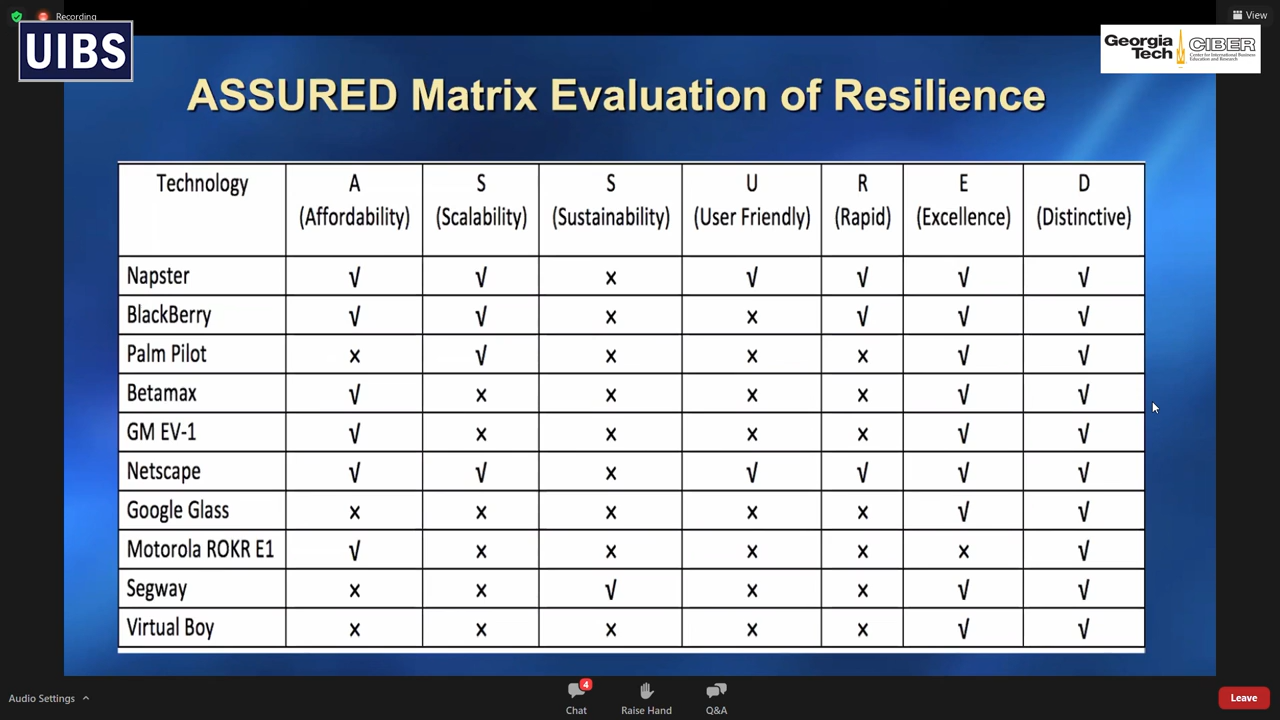 Recording
View
UIBS
Georgia
Tech
CIBER
Center for International Business
Education and Research
ASSURED Matrix Evaluation of Resilience
Technology A S S U R E D
(Affordability) (Scalability) (Sustainability) (User Friendly) (Rapid) (Excellence) (Distinctive)
Napster √ √ × √ √ √ √
BlackBerry √ √ × × √ √ √
Palm Pilot × √ × × × √ √
Betamax √ × × × × √ √
GM EV-1 √ × × × × √ √
Netscape √ √ × √ √ √ √
Google Glass × × × × × √ √
Motorola ROKR E1 √ × × × × × √
Segway × × √ × × √ √
Virtual Boy × × × × × √ √
Audio Settings
4
Chat
Raise Hand
Q&A
Leave